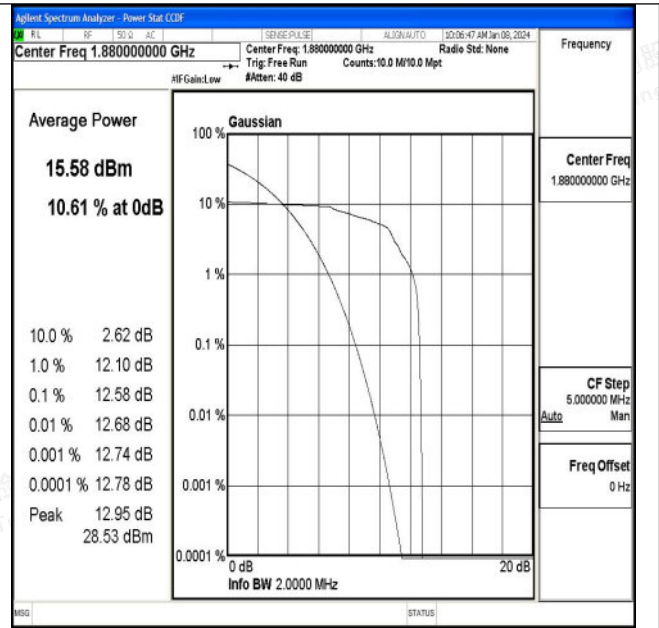 Agilent Spectrum Analyzer - Power Stat CCDF
RL RF 50 Ω AC SENSE:PULSE ALIGNAUTO 10:06:47 AM Jan 08, 2024
Center Freq 1.880000000 GHz
Center Freq: 1.880000000 GHz Radio Std: None
Trig: Free Run Counts:10.0 M/10.0 Mpt
#IFGain:Low #Atten: 40 dB
Frequency
Average Power
15.58 dBm
10.61 % at 0dB
10.0 % 2.62 dB
1.0 % 12.10 dB
0.1 % 12.58 dB
0.01 % 12.68 dB
0.001 % 12.74 dB
0.0001 % 12.78 dB
Peak 12.95 dB
28.53 dBm
Gaussian
100 %
10 %
1 %
0.1 %
0.01 %
0.001 %
0.0001 %
0 dB 20 dB
Info BW 2.0000 MHz
Center Freq
1.880000000 GHz
CF Step
5.000000 MHz
Auto Man
Freq Offset
0 Hz
MSG STATUS